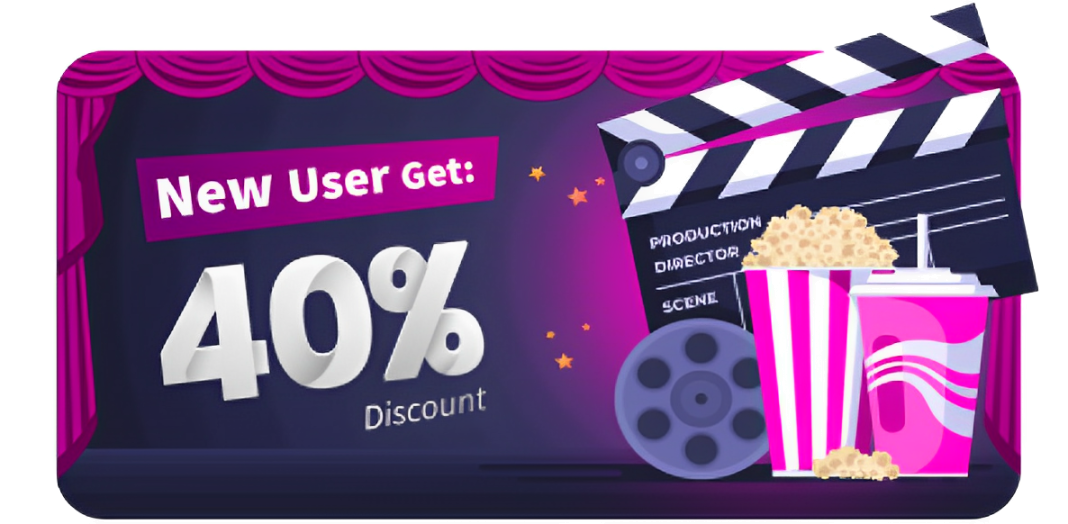 New User Get:
40%
Discount
PRODUCTION
DIRECTOR
SCENE